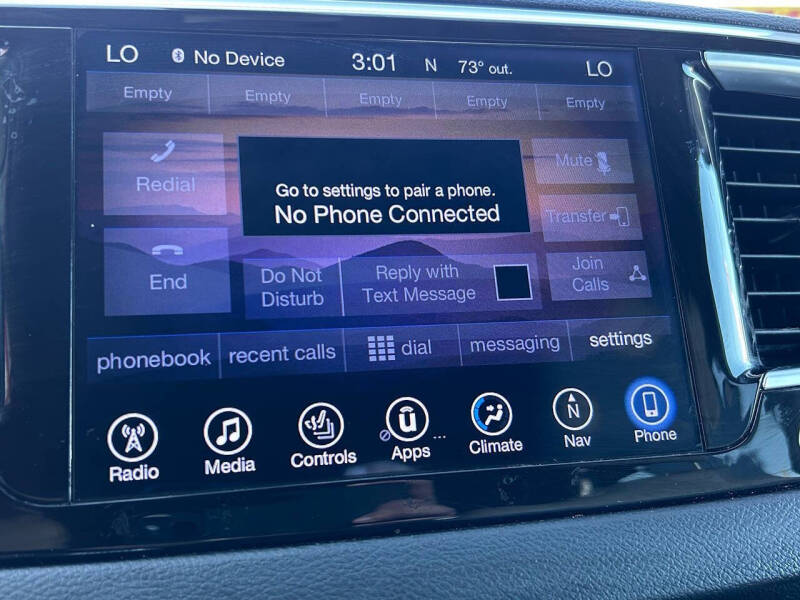 LO No Device 3:01 N 73° out. LO
Empty Empty Empty Empty Empty
Redial
Go to settings to pair a phone.
No Phone Connected
Mute
Transfer
End
Do Not
Disturb
Reply with
Text Message
Join
Calls
phonebook recent calls dial messaging settings
Radio Media Controls Apps Climate Nav Phone